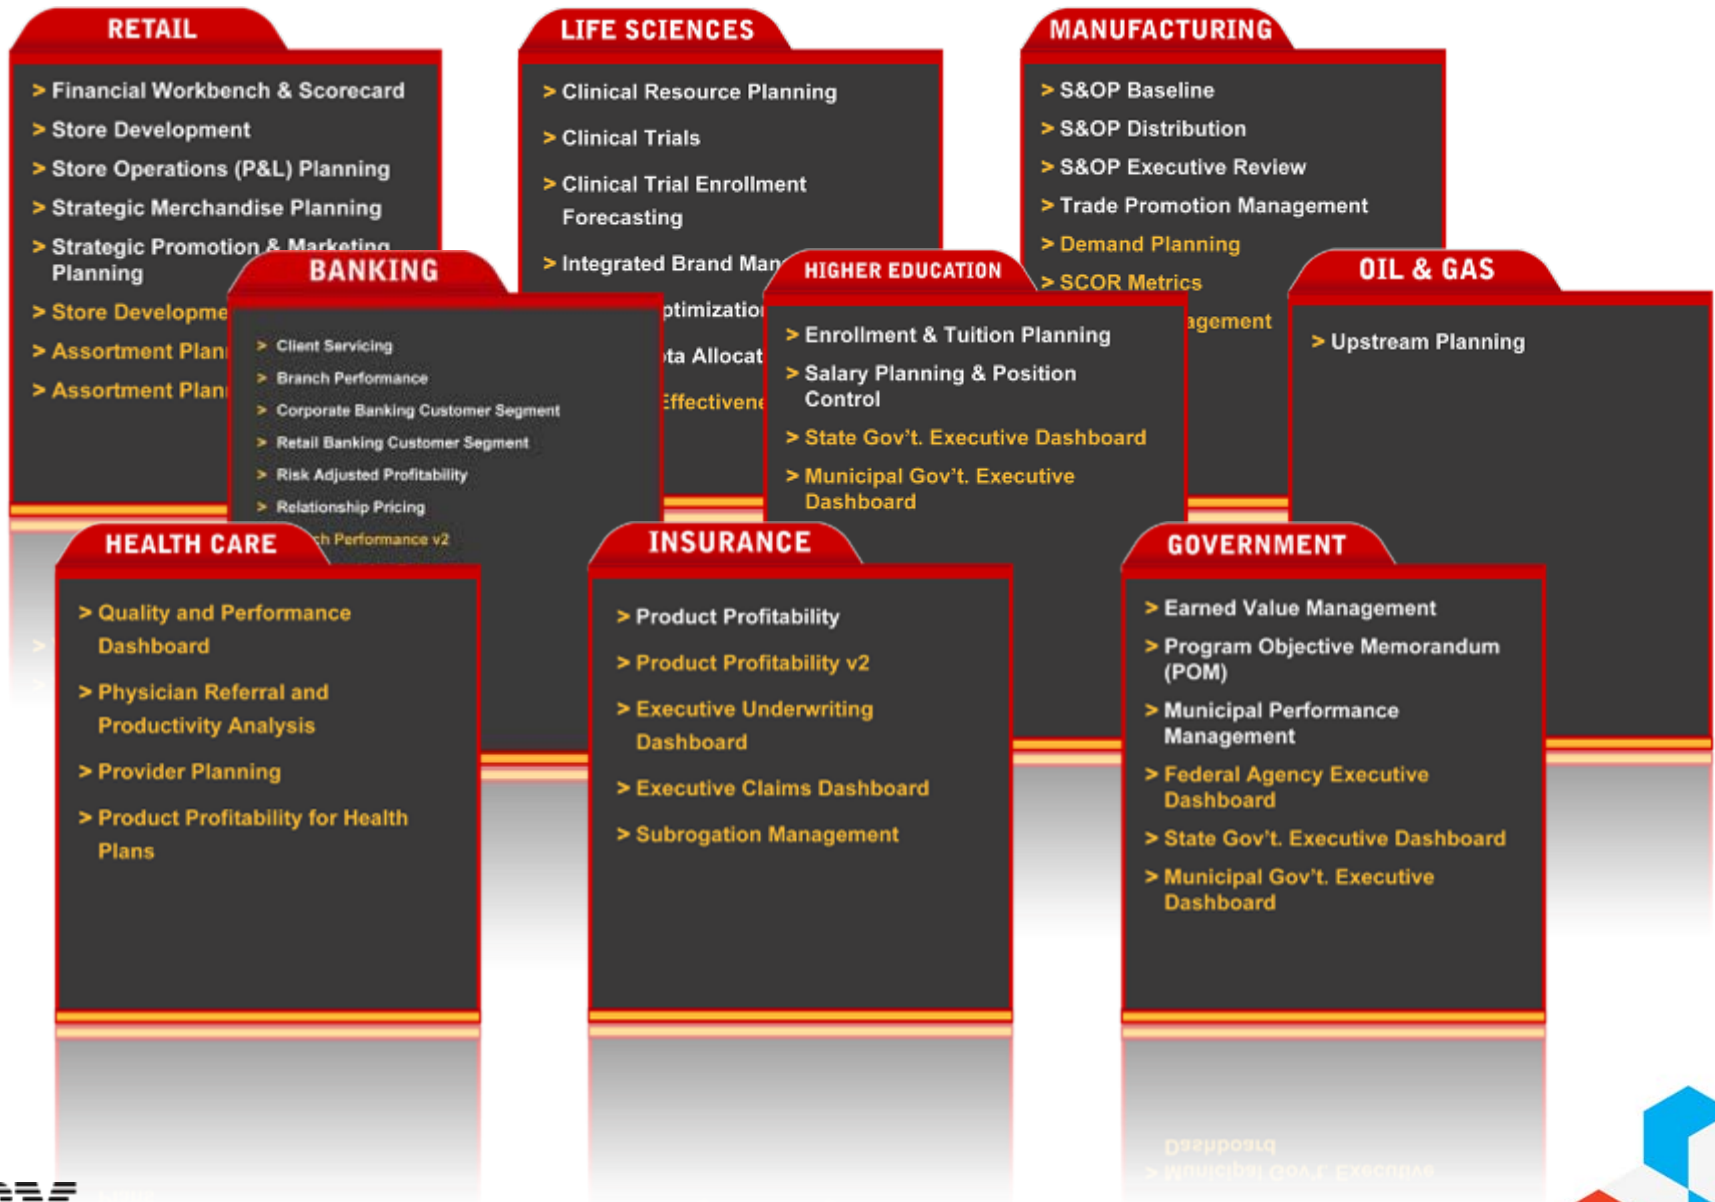 RETAIL
> Financial Workbench & Scorecard
> Store Development
> Store Operations (P&L) Planning
> Strategic Merchandise Planning
> Strategic Promotion & Marketing
Planning
> Store
> Assortment
> Assortment
LIFE SCIENCES
> Clinical Resource Planning
> Clinical Trials
> Clinical Trial Enrollment
Forecasting
> Integrated Brand
MANUFACTURING
> S&OP Baseline
> S&OP Distribution
> S&OP Executive Review
> Trade Promotion Management
> Demand Planning
> SCOR Metrics
BANKING
> Client Servicing
> Branch Performance
> Corporate Banking Customer Segment
> Retail Banking Customer Segment
> Risk Adjusted Profitability
> Relationship Pricing
Performance v2
HIGHER EDUCATION
> Enrollment & Tuition Planning
> Salary Planning & Position
Control
> State Gov't. Executive Dashboard
> Municipal Gov't. Executive
Dashboard
OIL & GAS
> Upstream Planning
HEALTH CARE
> Quality and Performance
Dashboard
> Physician Referral and
Productivity Analysis
> Provider Planning
> Product Profitability for Health
Plans
INSURANCE
> Product Profitability
> Product Profitability v2
> Executive Underwriting
Dashboard
> Executive Claims Dashboard
> Subrogation Management
GOVERNMENT
> Earned Value Management
> Program Objective Memorandum
(POM)
> Municipal Performance
Management
> Federal Agency Executive
Dashboard
> State Gov't. Executive Dashboard
> Municipal Gov't. Executive
Dashboard